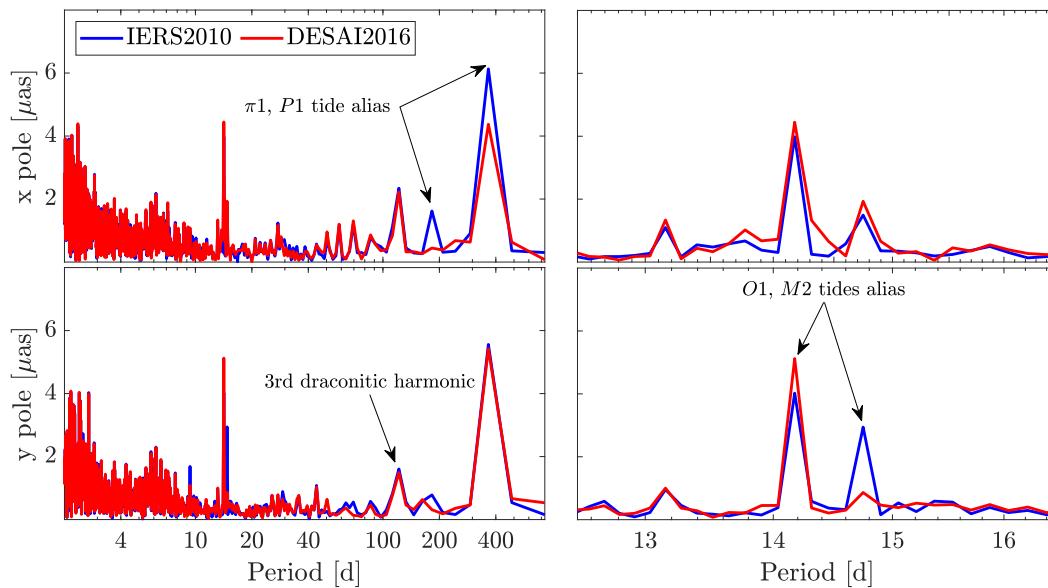 IERS2010 DESAI2016
x pole [μas]
6
4
2
π1, P1 tide alias
y pole [μas]
6
4
2
3rd draconitic harmonic
O1, M2 tides alias
4 10 20 40 100 200 400
13 14 15 16
Period [d]
Period [d]